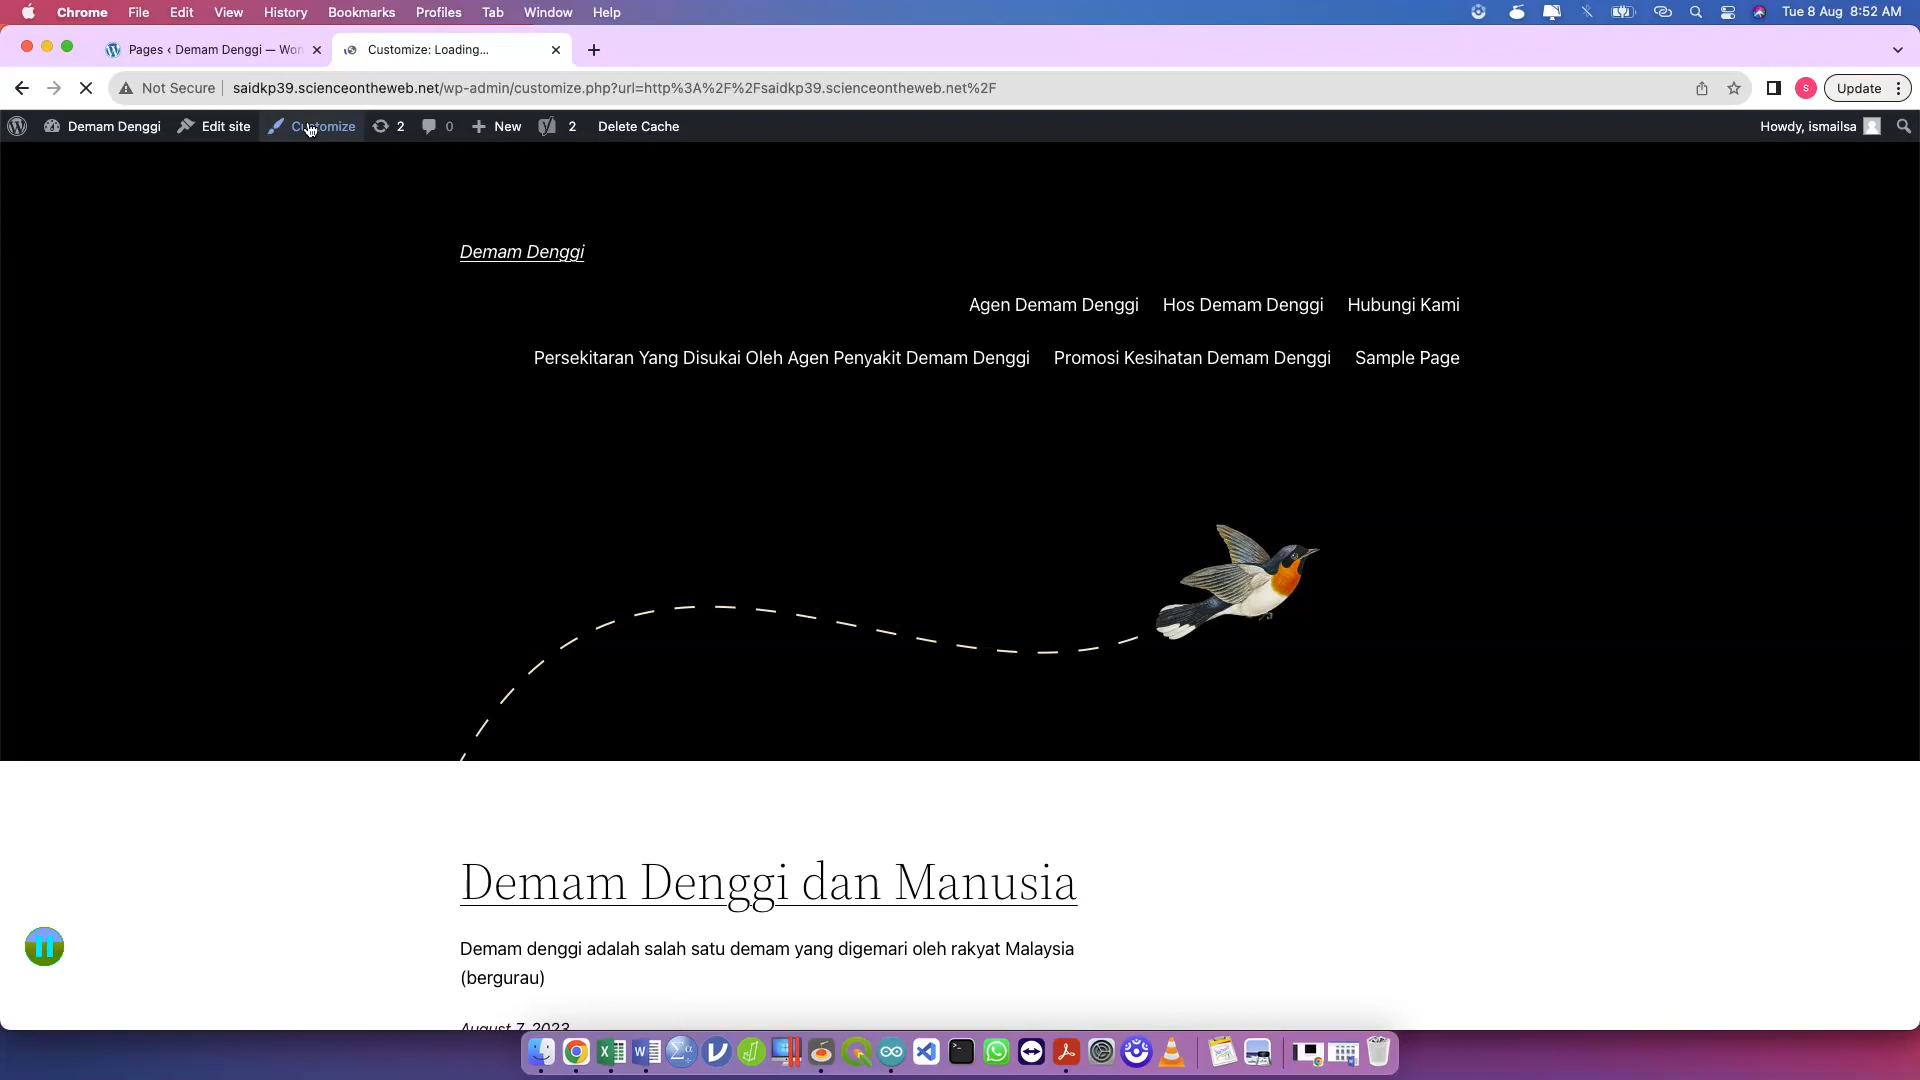 Chrome File Edit View History Bookmarks Profiles Tab Window Help Tue 8 Aug 8:52 AM
Pages ‹ Demam Denggi — Wor Customize: Loading...
Not Secure saidkp39.scienceontheweb.net/wp-admin/customize.php?url=http%3A%2F%2Fsaidkp39.scienceontheweb.net%2F S Update
Demam Denggi Edit site Customize 2 0 New 2 Delete Cache Howdy, ismailsa
Demam Denggi
Agen Demam Denggi Hos Demam Denggi Hubungi Kami
Persekitaran Yang Disukai Oleh Agen Penyakit Demam Denggi Promosi Kesihatan Demam Denggi Sample Page
Demam Denggi dan Manusia
Demam denggi adalah salah satu demam yang digemari oleh rakyat Malaysia
(bergurau)
August 7, 2023